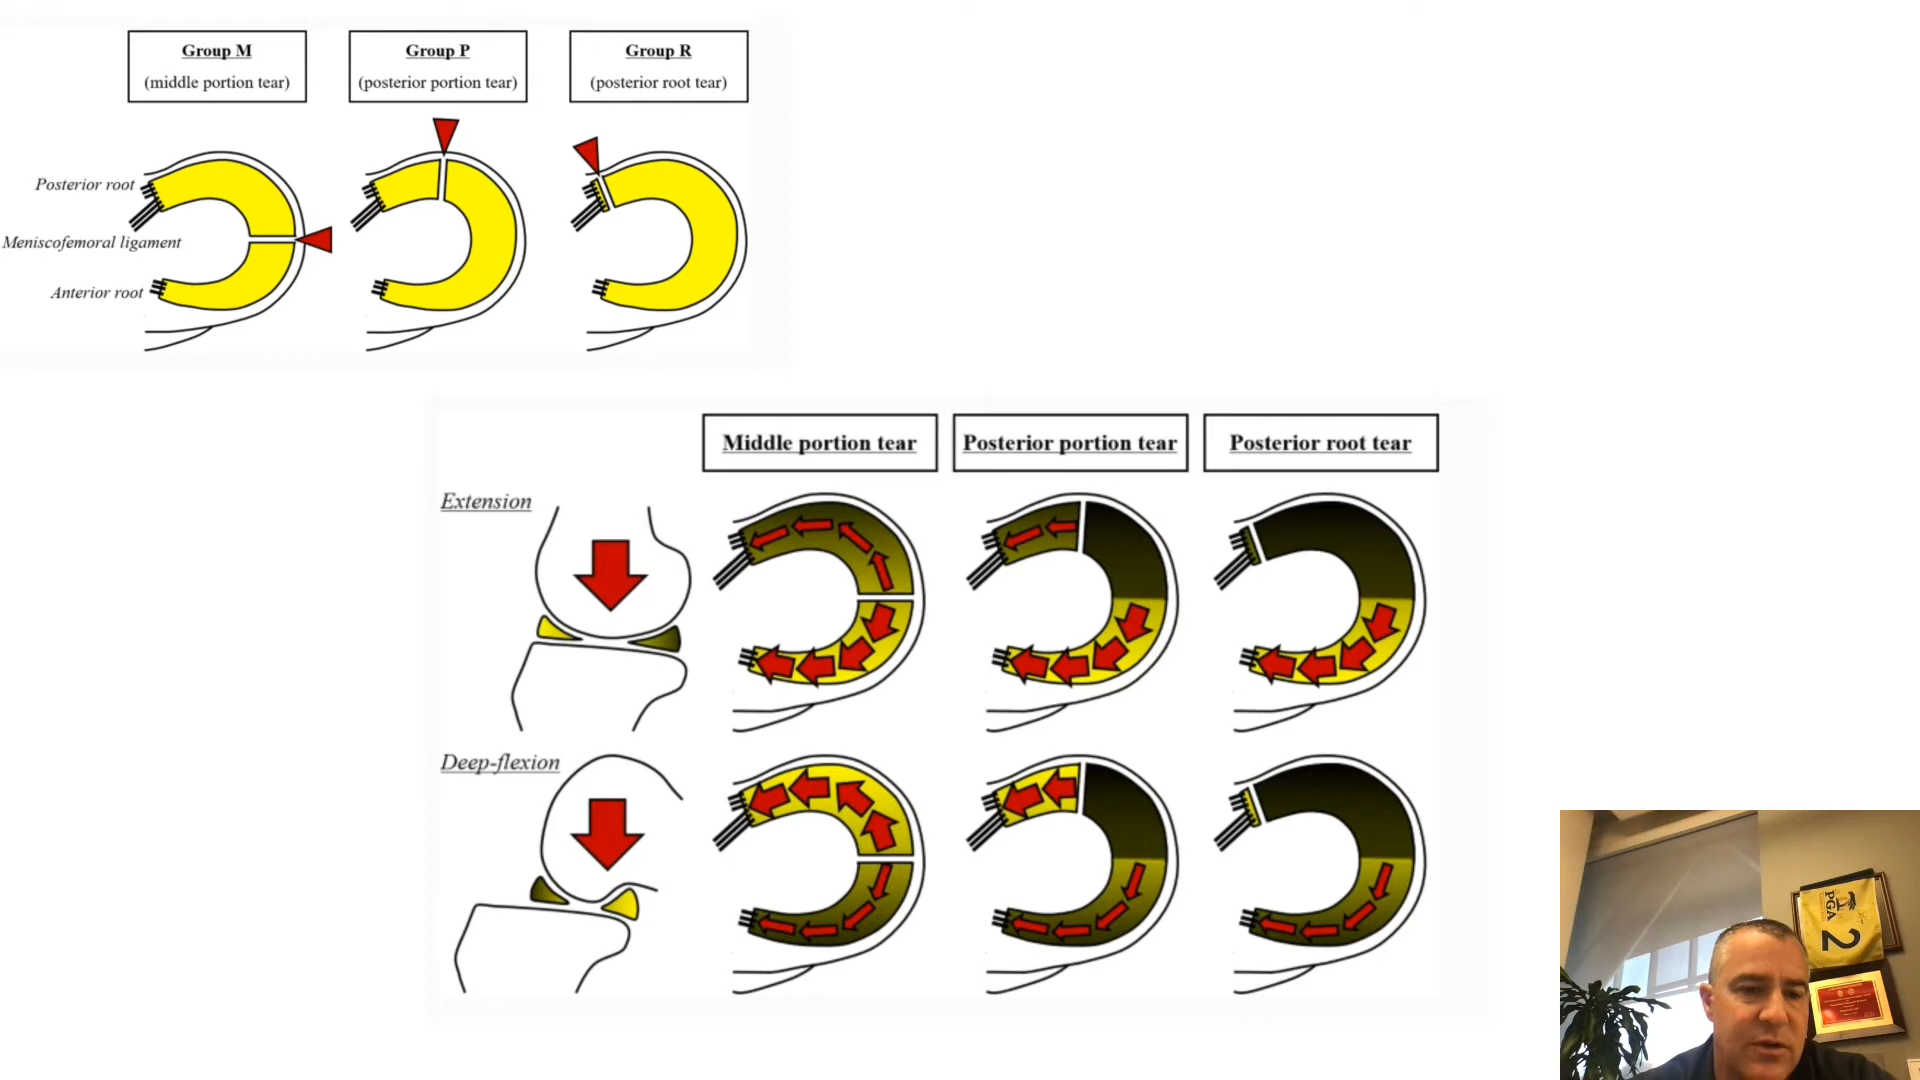 Group M
(middle portion tear)
Group P
(posterior portion tear)
Group R
(posterior root tear)
Posterior root
Meniscofemoral ligament
Anterior root
Middle portion tear
Posterior portion tear
Posterior root tear
Extension
Deep-flexion
PGA
2